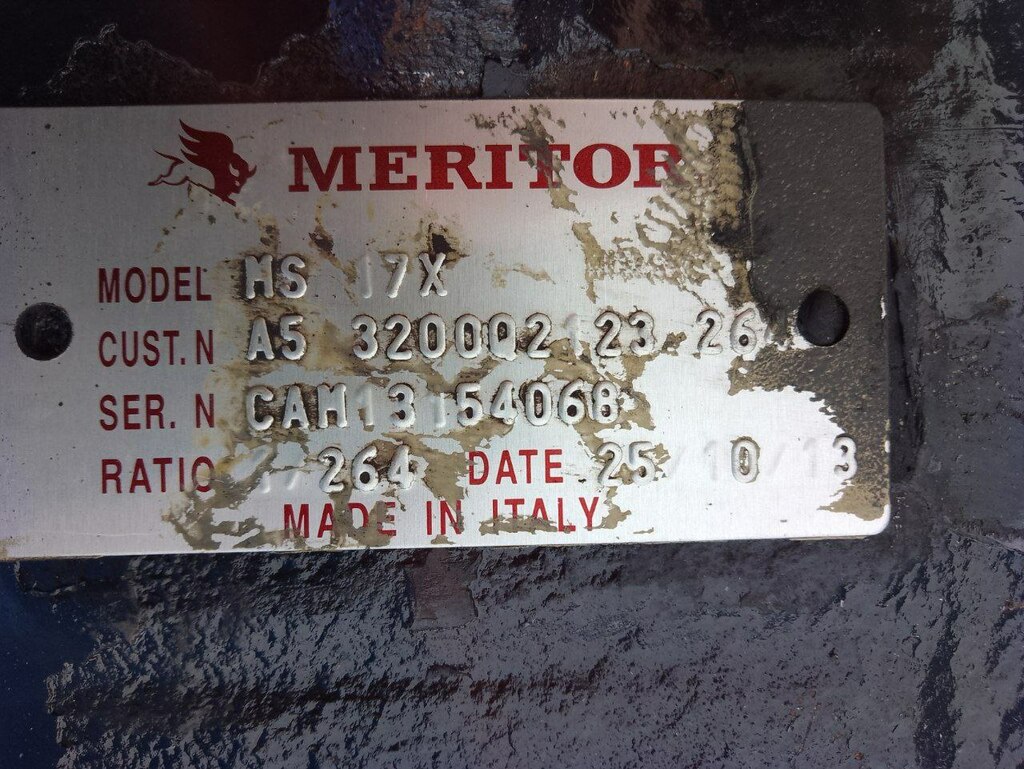 MERITOR
MODEL MS 17X
CUST. N A5 3200Q2123 26
SER. N CAM13154068
RATIO 264 DATE 25/10/13
MADE IN ITALY